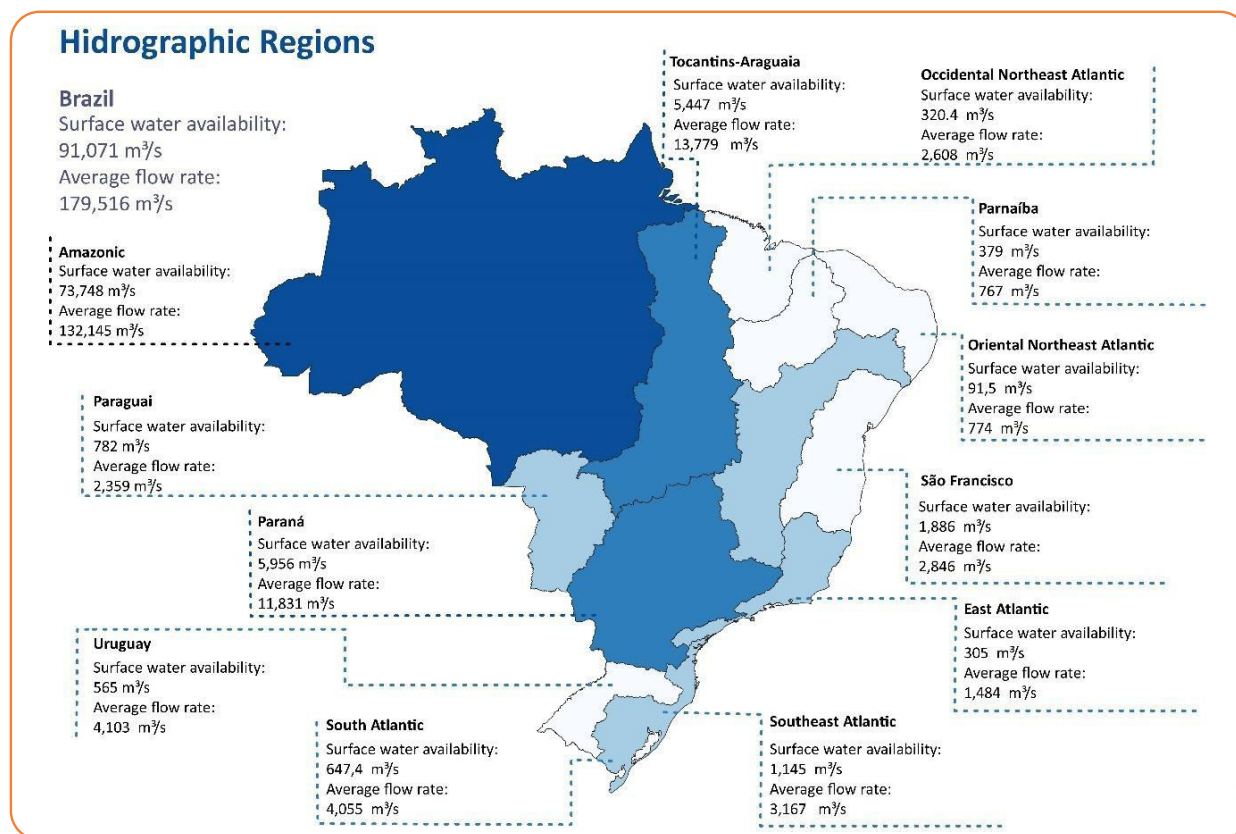 Hidrographic Regions
Brazil
Surface water availability:
91,071 m³/s
Average flow rate:
179,516 m³/s
Amazonic
Surface water availability:
73,748 m³/s
Average flow rate:
132,145 m³/s
Tocantins-Araguaia
Surface water availability:
5,447 m³/s
Average flow rate:
13,779 m³/s
Occidental Northeast Atlantic
Surface water availability:
320.4 m³/s
Average flow rate:
2,608 m³/s
Parnaíba
Surface water availability:
379 m³/s
Average flow rate:
767 m³/s
Oriental Northeast Atlantic
Surface water availability:
91,5 m³/s
Average flow rate:
774 m³/s
Paraguai
Surface water availability:
782 m³/s
Average flow rate:
2,359 m³/s
São Francisco
Surface water availability:
1,886 m³/s
Average flow rate:
2,846 m³/s
Paraná
Surface water availability:
5,956 m³/s
Average flow rate:
11,831 m³/s
East Atlantic
Surface water availability:
305 m³/s
Average flow rate:
1,484 m³/s
Uruguay
Surface water availability:
565 m³/s
Average flow rate:
4,103 m³/s
South Atlantic
Surface water availability:
647,4 m³/s
Average flow rate:
4,055 m³/s
Southeast Atlantic
Surface water availability:
1,145 m³/s
Average flow rate:
3,167 m³/s